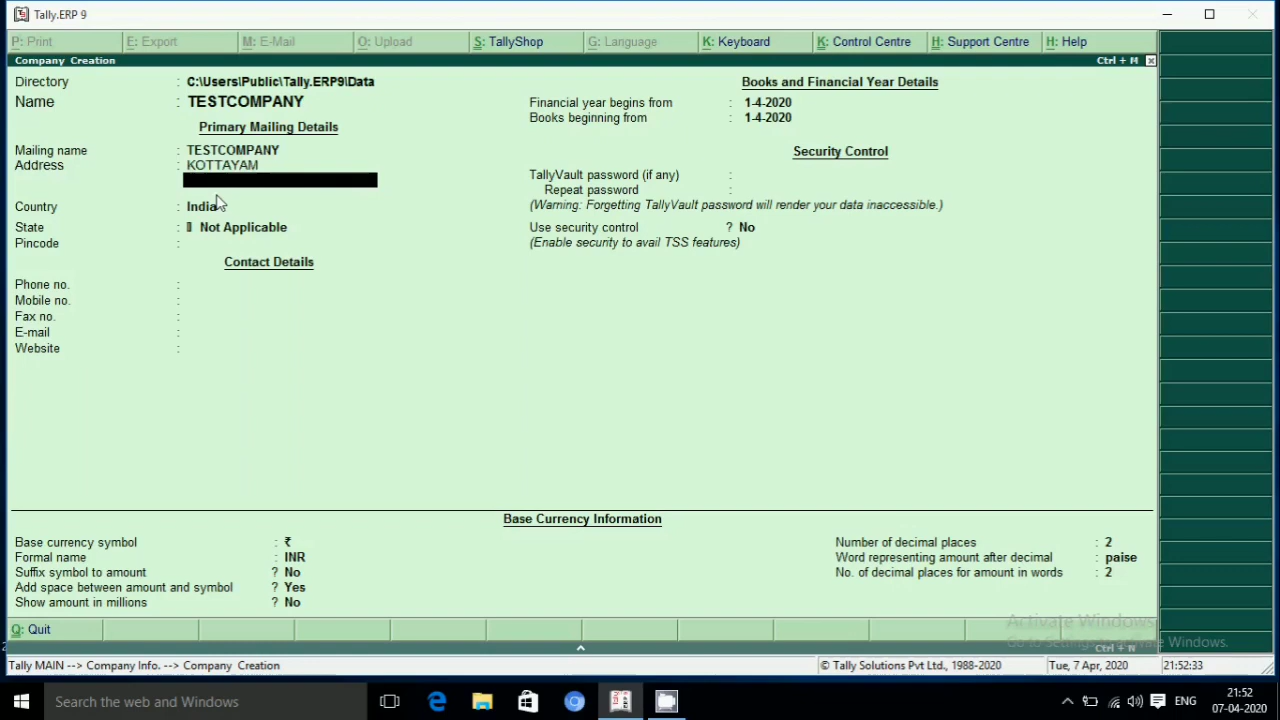 Tally.ERP 9
P: Print E: Export M: E-Mail O: Upload S: TallyShop G: Language K: Keyboard K: Control Centre H: Support Centre H: Help
Company Creation Ctrl + M
Directory : C:\Users\Public\Tally.ERP9\Data
Name : TESTCOMPANY
Primary Mailing Details
Mailing name : TESTCOMPANY
Address : KOTTAYAM
Country : India
State : Not Applicable
Pincode :
Contact Details
Phone no. :
Mobile no. :
Fax no. :
E-mail :
Website :
Books and Financial Year Details
Financial year begins from : 1-4-2020
Books beginning from : 1-4-2020
Security Control
TallyVault password (if any) :
Repeat password :
(Warning: Forgetting TallyVault password will render your data inaccessible.)
Use security control ? No
(Enable security to avail TSS features)
Base Currency Information
Base currency symbol : ₹
Formal name : INR
Suffix symbol to amount ? No
Add space between amount and symbol ? Yes
Show amount in millions ? No
Number of decimal places : 2
Word representing amount after decimal : paise
No. of decimal places for amount in words : 2
Activate Windows
Go to Settings to activate Windows.
Q: Quit
Ctrl + N
Tally MAIN --> Company Info. --> Company Creation © Tally Solutions Pvt Ltd., 1988-2020 Tue, 7 Apr, 2020 21:52:33
Search the web and Windows
ENG
21:52
07-04-2020